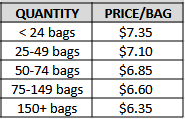 QUANTITY PRICE/BAG
< 24 bags $7.35
25-49 bags $7.10
50-74 bags $6.85
75-149 bags $6.60
150+ bags $6.35